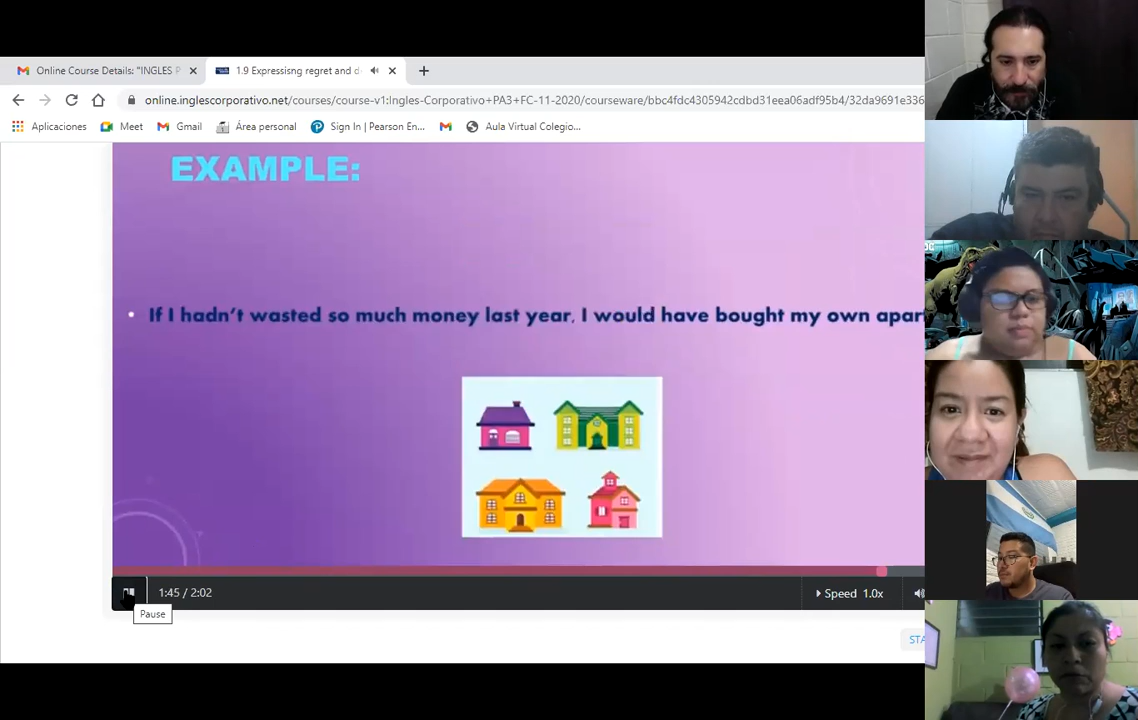 Online Course Details: "INGLES P
1.9 Expressisng regret and d
online.inglescorporativo.net/courses/course-v1:Ingles-Corporativo+PA3+FC-11-2020/courseware/bbc4fdc4305942cdbd31eea06adf95b4/32da9691e336
Aplicaciones Meet Gmail Área personal Sign In | Pearson En... Aula Virtual Colegio...
EXAMPLE:
• If I hadn't wasted so much money last year, I would have bought my own apart
1:45 / 2:02 Speed 1.0x
Pause
STA